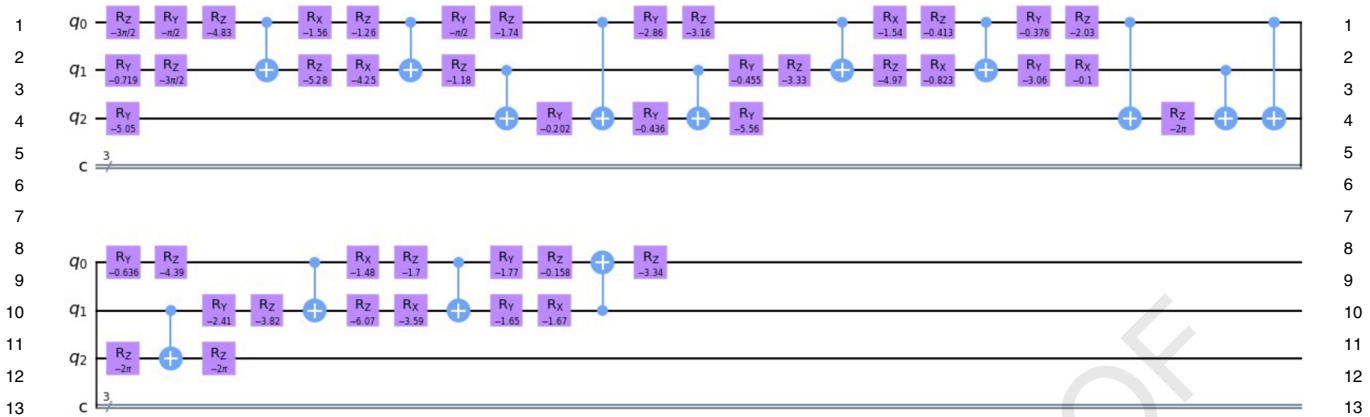 1 q0 RZ −3π/2 RY −π/2 RZ −4.83 RX −1.56 RZ −1.26 RY −π/2 RZ −1.74 RY −2.86 RZ −3.16 RX −1.54 RZ −0.413 RY −0.376 RZ −2.03 1
2 2
q1 RY −0.719 RZ −3π/2 RZ −5.28 RX −4.25 RZ −1.18 RY −0.455 RZ −3.33 RZ −4.97 RX −0.823 RY −3.06 RX −0.1
3 3
4 q2 RY −5.05 RY −0.202 RY −0.436 RY −5.56 RZ −2π 4
5 c 3 5
6 6
7 7
8 q0 RY −0.636 RZ −4.39 RX −1.48 RZ −1.7 RY −1.77 RZ −0.158 RZ −3.34 8
9 9
10 q1 RY −2.41 RZ −3.82 RZ −6.07 RX −3.59 RY −1.65 RX −1.67 10
11 q2 RZ −2π RZ −2π 11
12 12
13 c 3 13
OF